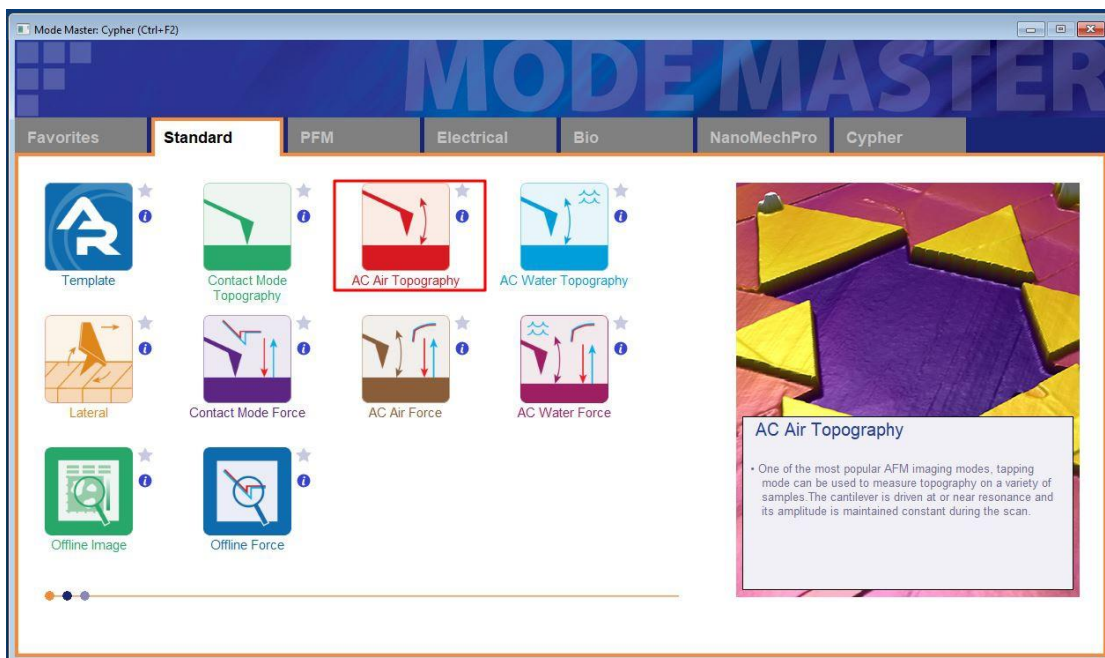 Mode Master: Cypher (Ctrl+F2)
MODE MASTER
Favorites
Standard
PFM
Electrical
Bio
NanoMechPro
Cypher
AR
Template
Contact Mode
Topography
AC Air Topography
AC Water Topography
Lateral
Contact Mode Force
AC Air Force
AC Water Force
Offline Image
Offline Force
AC Air Topography
• One of the most popular AFM imaging modes, tapping
mode can be used to measure topography on a variety of
samples.The cantilever is driven at or near resonance and
its amplitude is maintained constant during the scan.